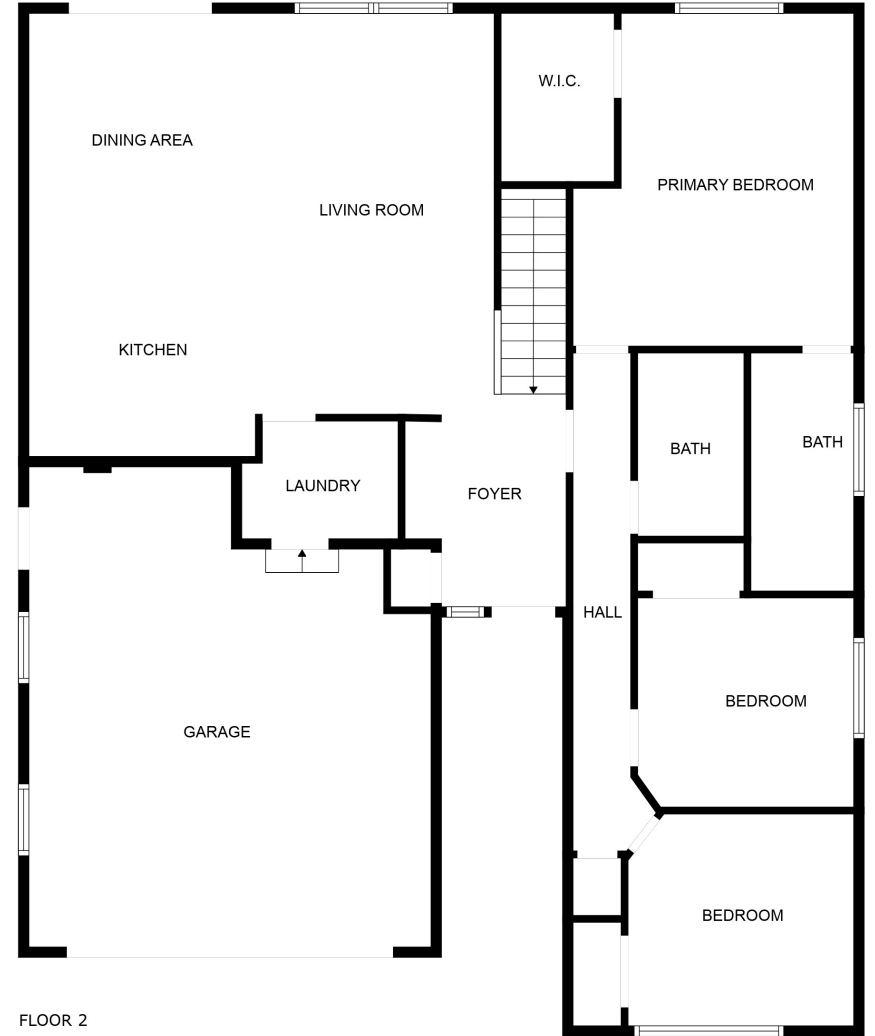 W.I.C.
DINING AREA
PRIMARY BEDROOM
LIVING ROOM
KITCHEN
BATH
BATH
LAUNDRY
FOYER
HALL
BEDROOM
GARAGE
BEDROOM
FLOOR 2